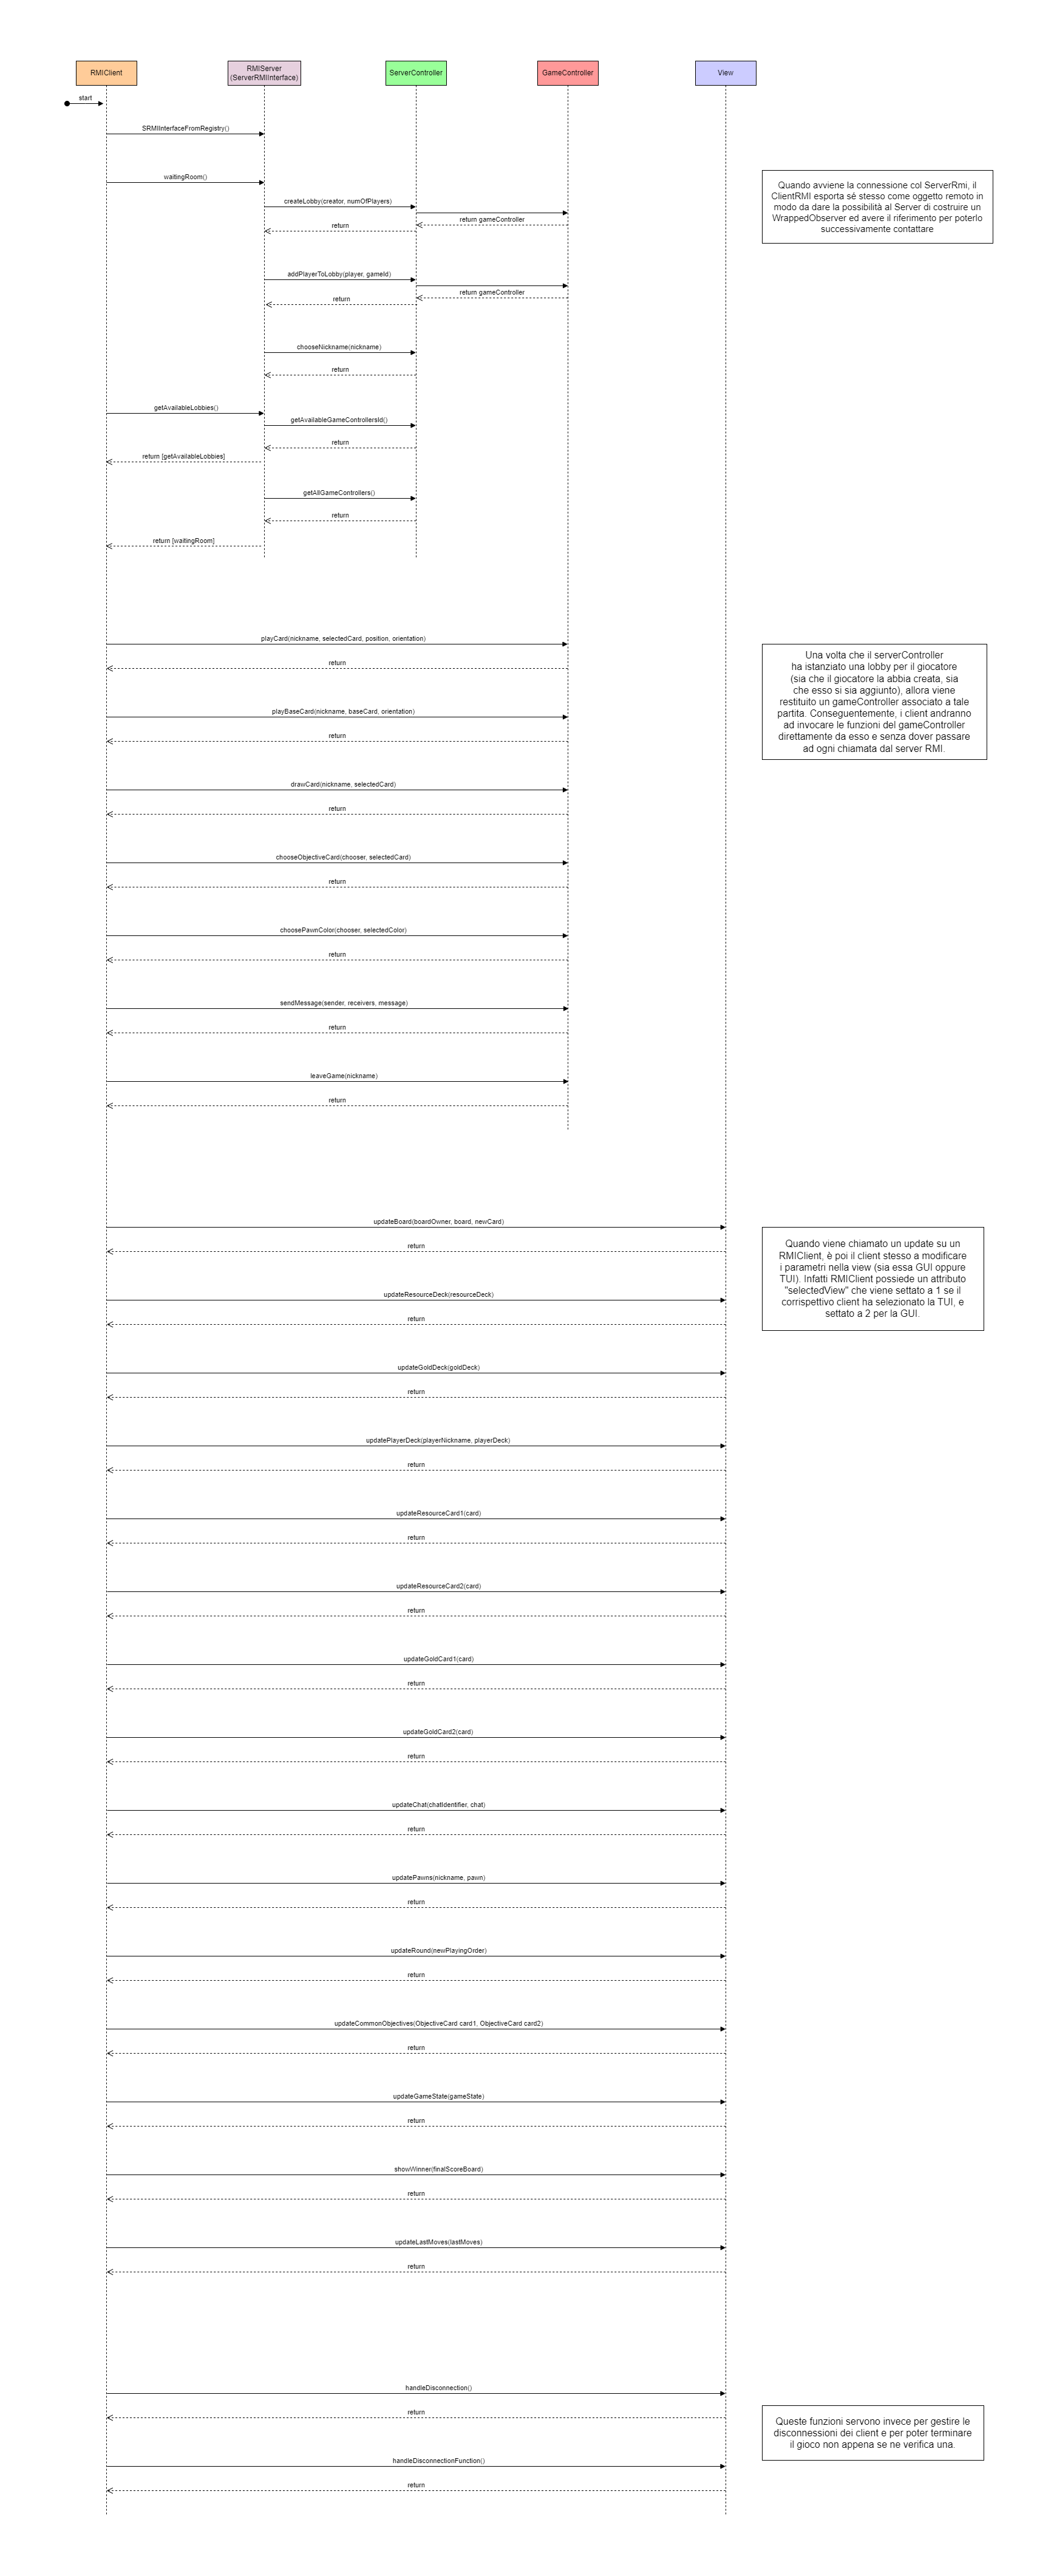 RMIClient
RMIServer
(ServerRMIInterface)
ServerController
GameController
View
start
SRMIInterfaceFromRegistry()
waitingRoom()
Quando avviene la connessione col ServerRmi, il
ClientRMI esporta sé stesso come oggetto remoto in
modo da dare la possibilità al Server di costruire un
WrappedObserver ed avere il riferimento per poterlo
successivamente contattare
createLobby(creator, numOfPlayers)
return gameController
return
addPlayerToLobby(player, gameId)
return gameController
return
chooseNickname(nickname)
return
getAvailableLobbies()
getAvailableGameControllersId()
return
return [getAvailableLobbies]
getAllGameControllers()
return
return [waitingRoom]
playCard(nickname, selectedCard, position, orientation)
return
Una volta che il serverController
ha istanziato una lobby per il giocatore
(sia che il giocatore la abbia creata, sia
che esso si sia aggiunto), allora viene
restituito un gameController associato a tale
partita. Conseguentemente, i client andranno
ad invocare le funzioni del gameController
direttamente da esso e senza dover passare
ad ogni chiamata dal server RMI.
playBaseCard(nickname, baseCard, orientation)
return
drawCard(nickname, selectedCard)
return
chooseObjectiveCard(chooser, selectedCard)
return
choosePawnColor(chooser, selectedColor)
return
sendMessage(sender, receivers, message)
return
leaveGame(nickname)
return
updateBoard(boardOwner, board, newCard)
return
Quando viene chiamato un update su un
RMIClient, è poi il client stesso a modificare
i parametri nella view (sia essa GUI oppure
TUI). Infatti RMIClient possiede un attributo
"selectedView" che viene settato a 1 se il
corrispettivo client ha selezionato la TUI, e
settato a 2 per la GUI.
updateResourceDeck(resourceDeck)
return
updateGoldDeck(goldDeck)
return
updatePlayerDeck(playerNickname, playerDeck)
return
updateResourceCard1(card)
return
updateResourceCard2(card)
return
updateGoldCard1(card)
return
updateGoldCard2(card)
return
updateChat(chatIdentifier, chat)
return
updatePawns(nickname, pawn)
return
updateRound(newPlayingOrder)
return
updateCommonObjectives(ObjectiveCard card1, ObjectiveCard card2)
return
updateGameState(gameState)
return
showWinner(finalScoreBoard)
return
updateLastMoves(lastMoves)
return
handleDisconnection()
return
Queste funzioni servono invece per gestire le
disconnessioni dei client e per poter terminare
il gioco non appena se ne verifica una.
handleDisconnectionFunction()
return